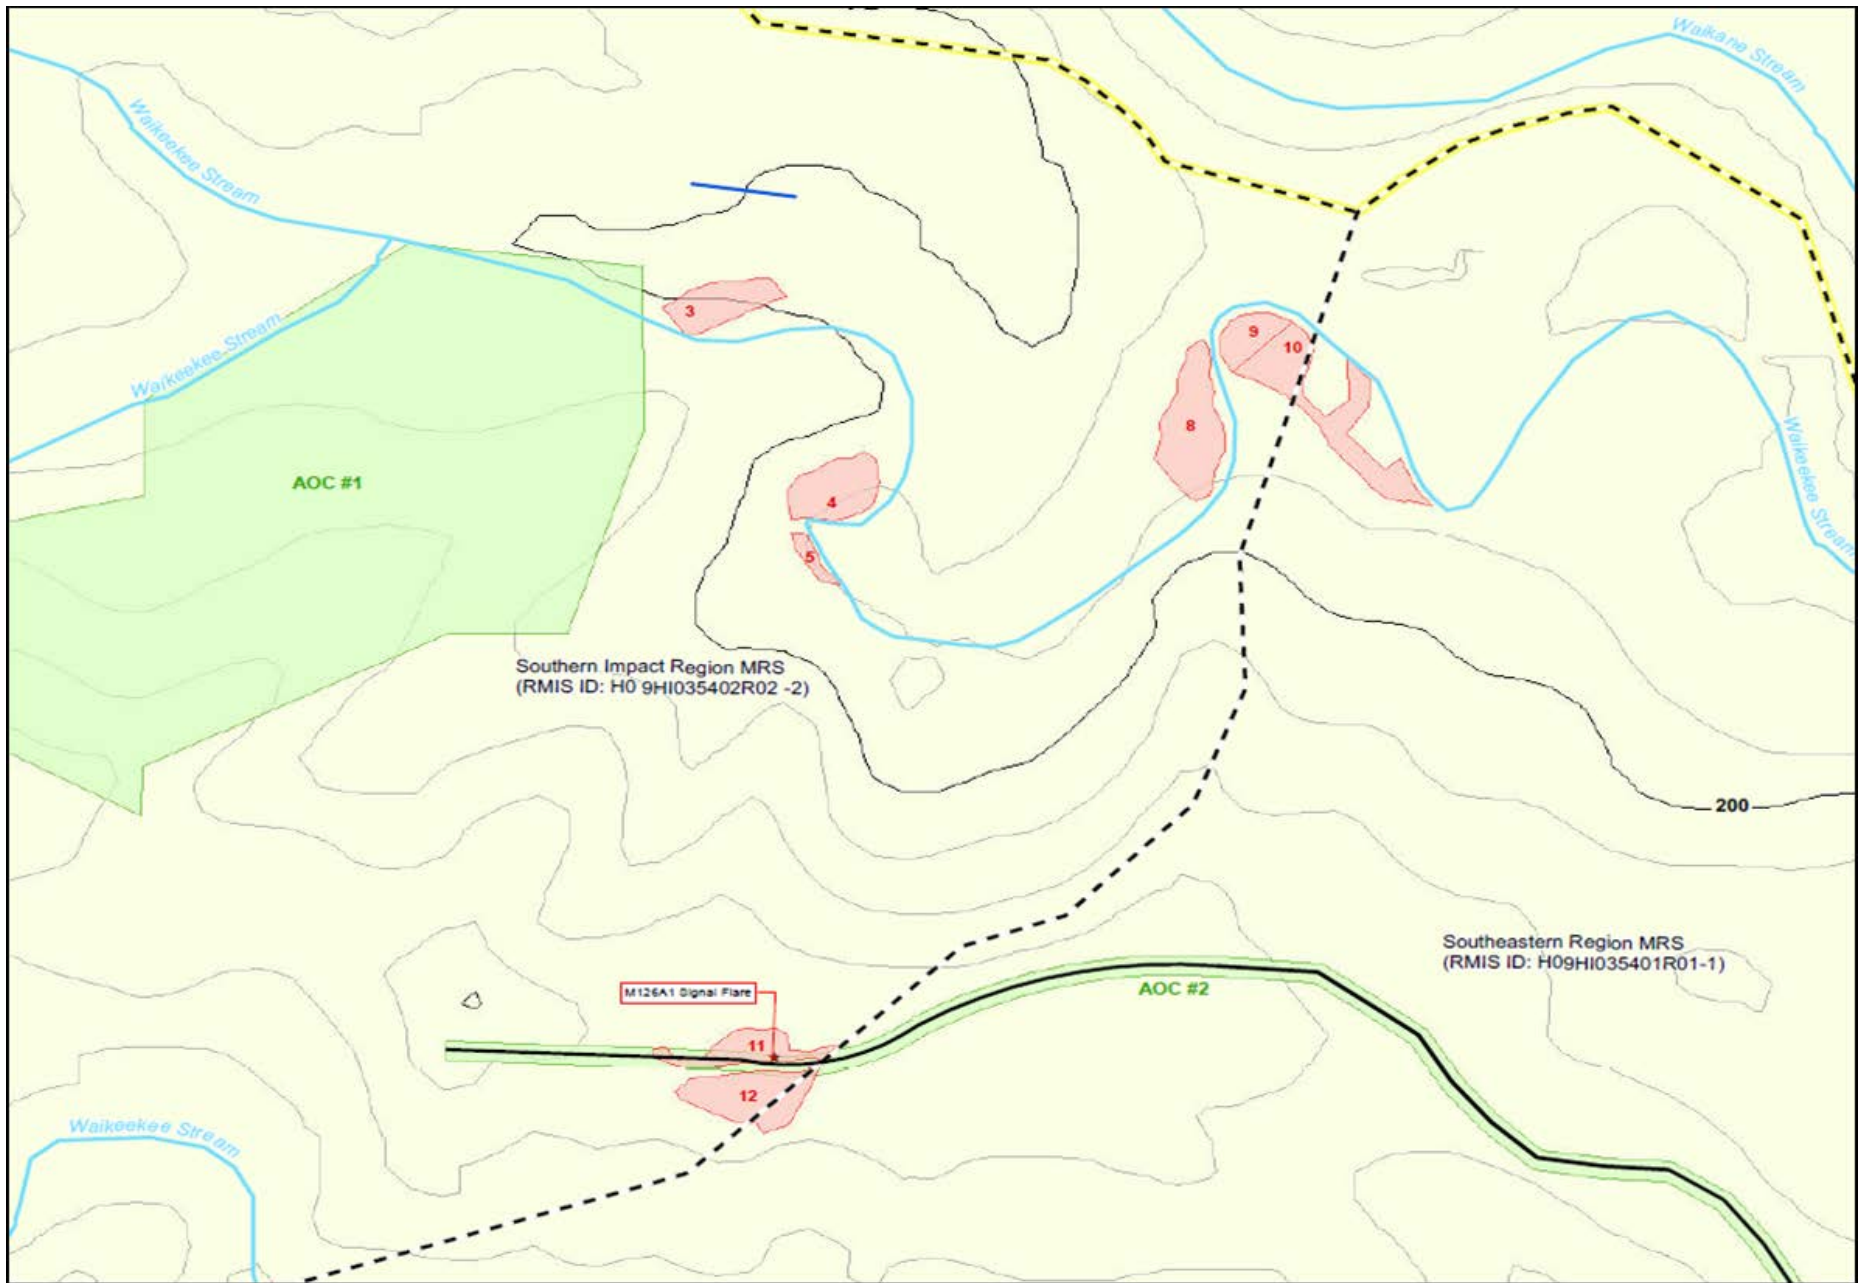 Waikane Stream
Waikeekee Stream
3
9
10
Waikeekee Stream
8
AOC #1
4
Waikeekee Stream
5
Southern Impact Region MRS
(RMIS ID: H0 9HI035402R02 -2)
200
Southeastern Region MRS
(RMIS ID: H09HI035401R01-1)
M126A1 Signal Flare
AOC #2
11
12
Waikeekee Stream